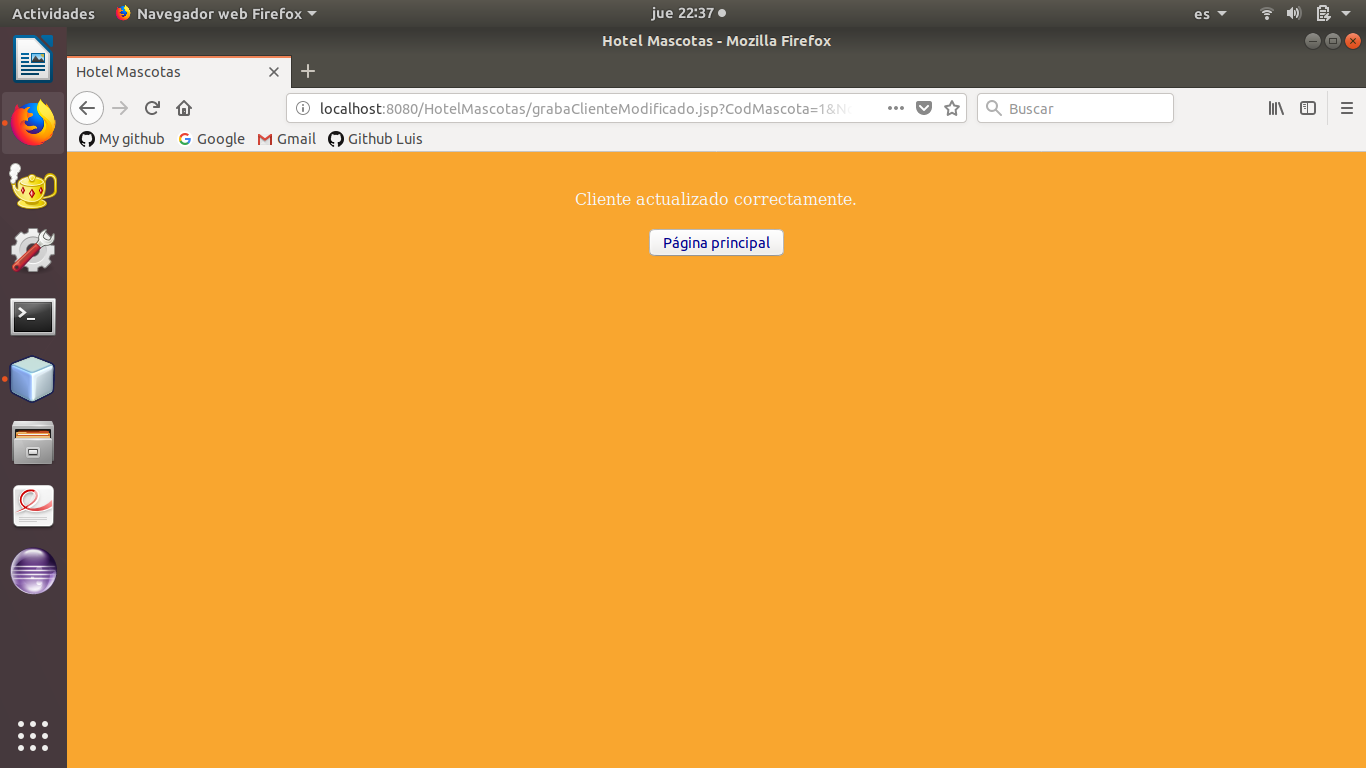 Actividades
Navegador web Firefox
jue 22:37
es
Hotel Mascotas - Mozilla Firefox
Hotel Mascotas
localhost:8080/HotelMascotas/grabaClienteModificado.jsp?CodMascota=1&N
Buscar
My github
Google
Gmail
Github Luis
Cliente actualizado correctamente.
Página principal